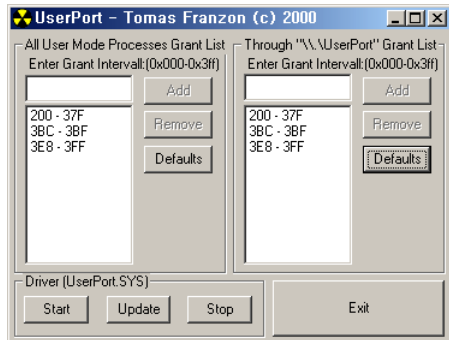 UserPort - Tomas Franzon (c) 2000
All User Mode Processes Grant List
Enter Grant Intervall:(0x000-0x3ff)
Add
200 - 37F
3BC - 3BF
3E8 - 3FF
Remove
Defaults
Through "\\.\UserPort" Grant List
Enter Grant Intervall:(0x000-0x3ff)
Add
200 - 37F
3BC - 3BF
3E8 - 3FF
Remove
Defaults
Driver (UserPort.SYS)
Start Update Stop
Exit